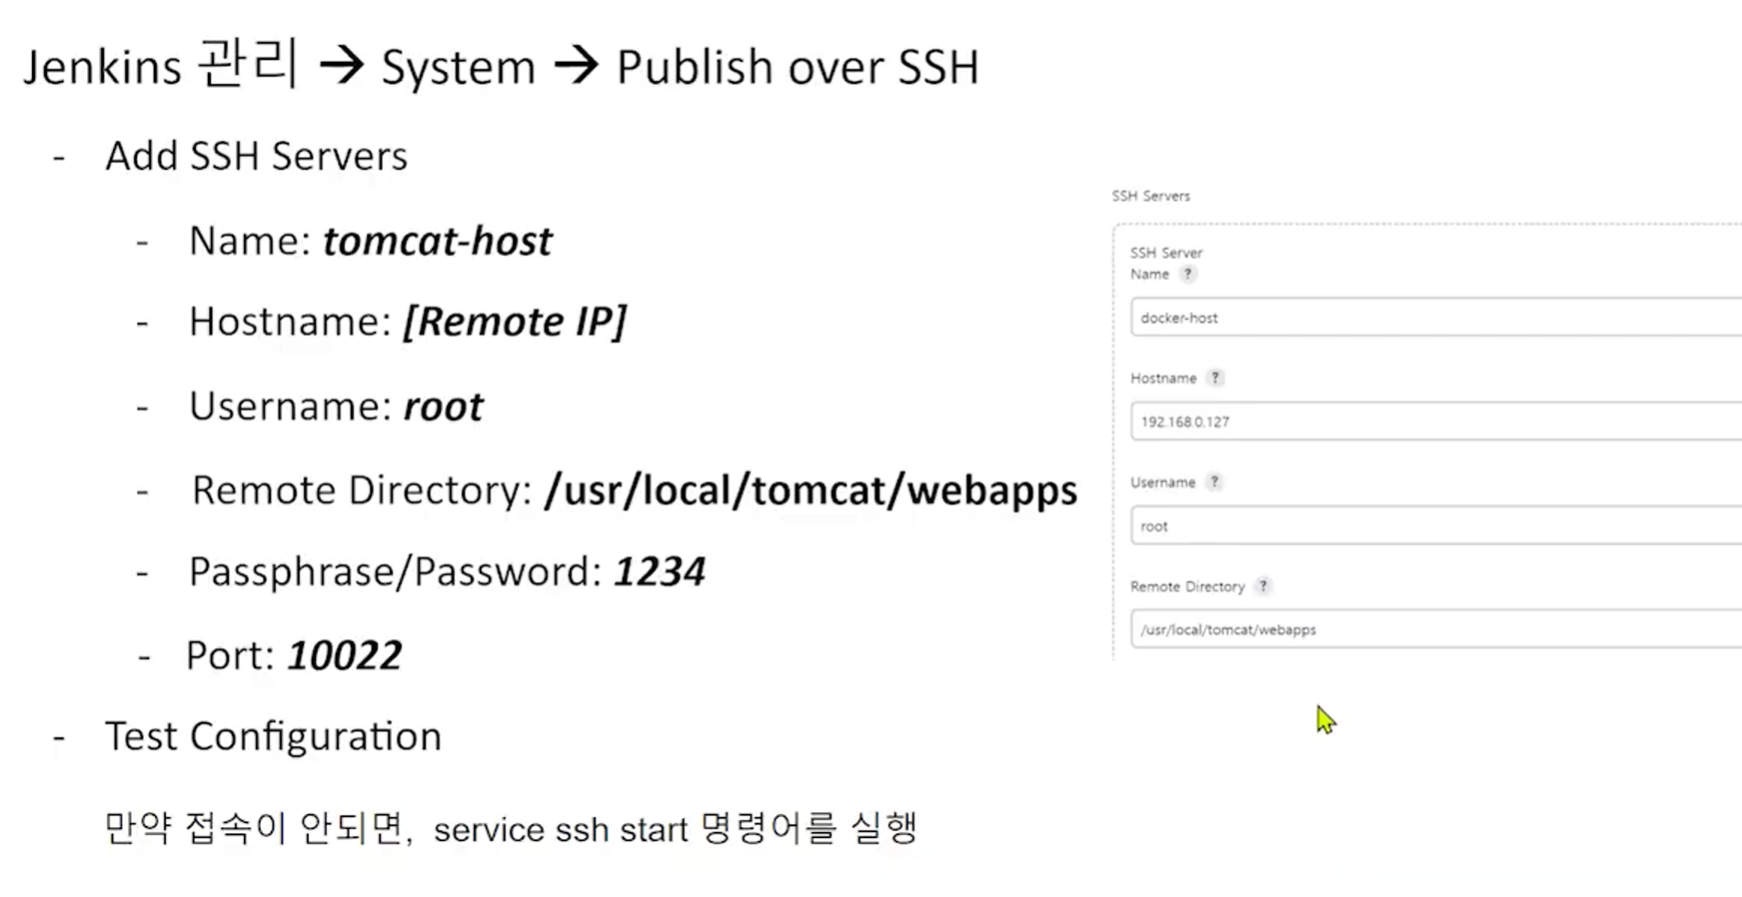 Jenkins 관리 → System → Publish over SSH
- Add SSH Servers
- Name: tomcat-host
- Hostname: [Remote IP]
- Username: root
- Remote Directory: /usr/local/tomcat/webapps
- Passphrase/Password: 1234
- Port: 10022
- Test Configuration
만약 접속이 안되면, service ssh start 명령어를 실행
SSH Servers
SSH Server
Name ?
docker-host
Hostname ?
192.168.0.127
Username ?
root
Remote Directory ?
/usr/local/tomcat/webapps